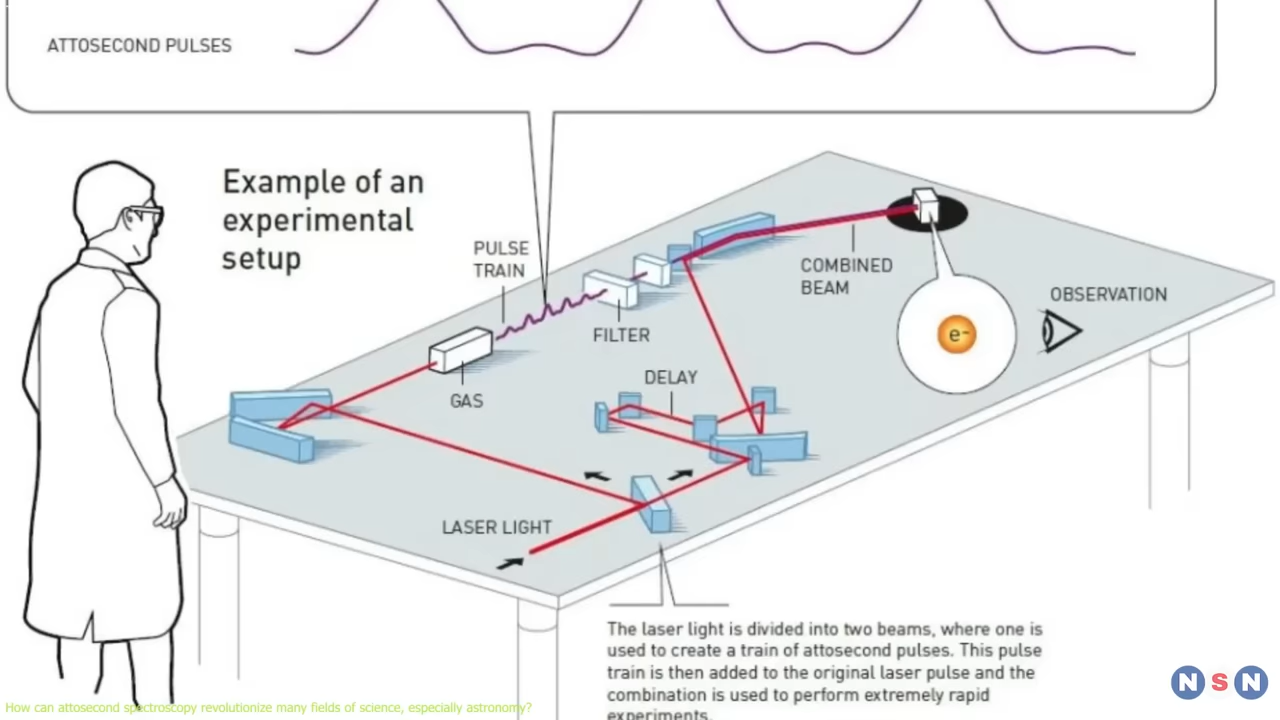 ATTOSECOND PULSES
Example of an
experimental
setup
PULSE
TRAIN
FILTER
GAS
DELAY
COMBINED
BEAM
OBSERVATION
e-
LASER LIGHT
The laser light is divided into two beams, where one is
used to create a train of attosecond pulses. This pulse
train is then added to the original laser pulse and the
combination is used to perform extremely rapid
experiments.
NSN
How can attosecond spectroscopy revolutionize many fields of science, especially astronomy?